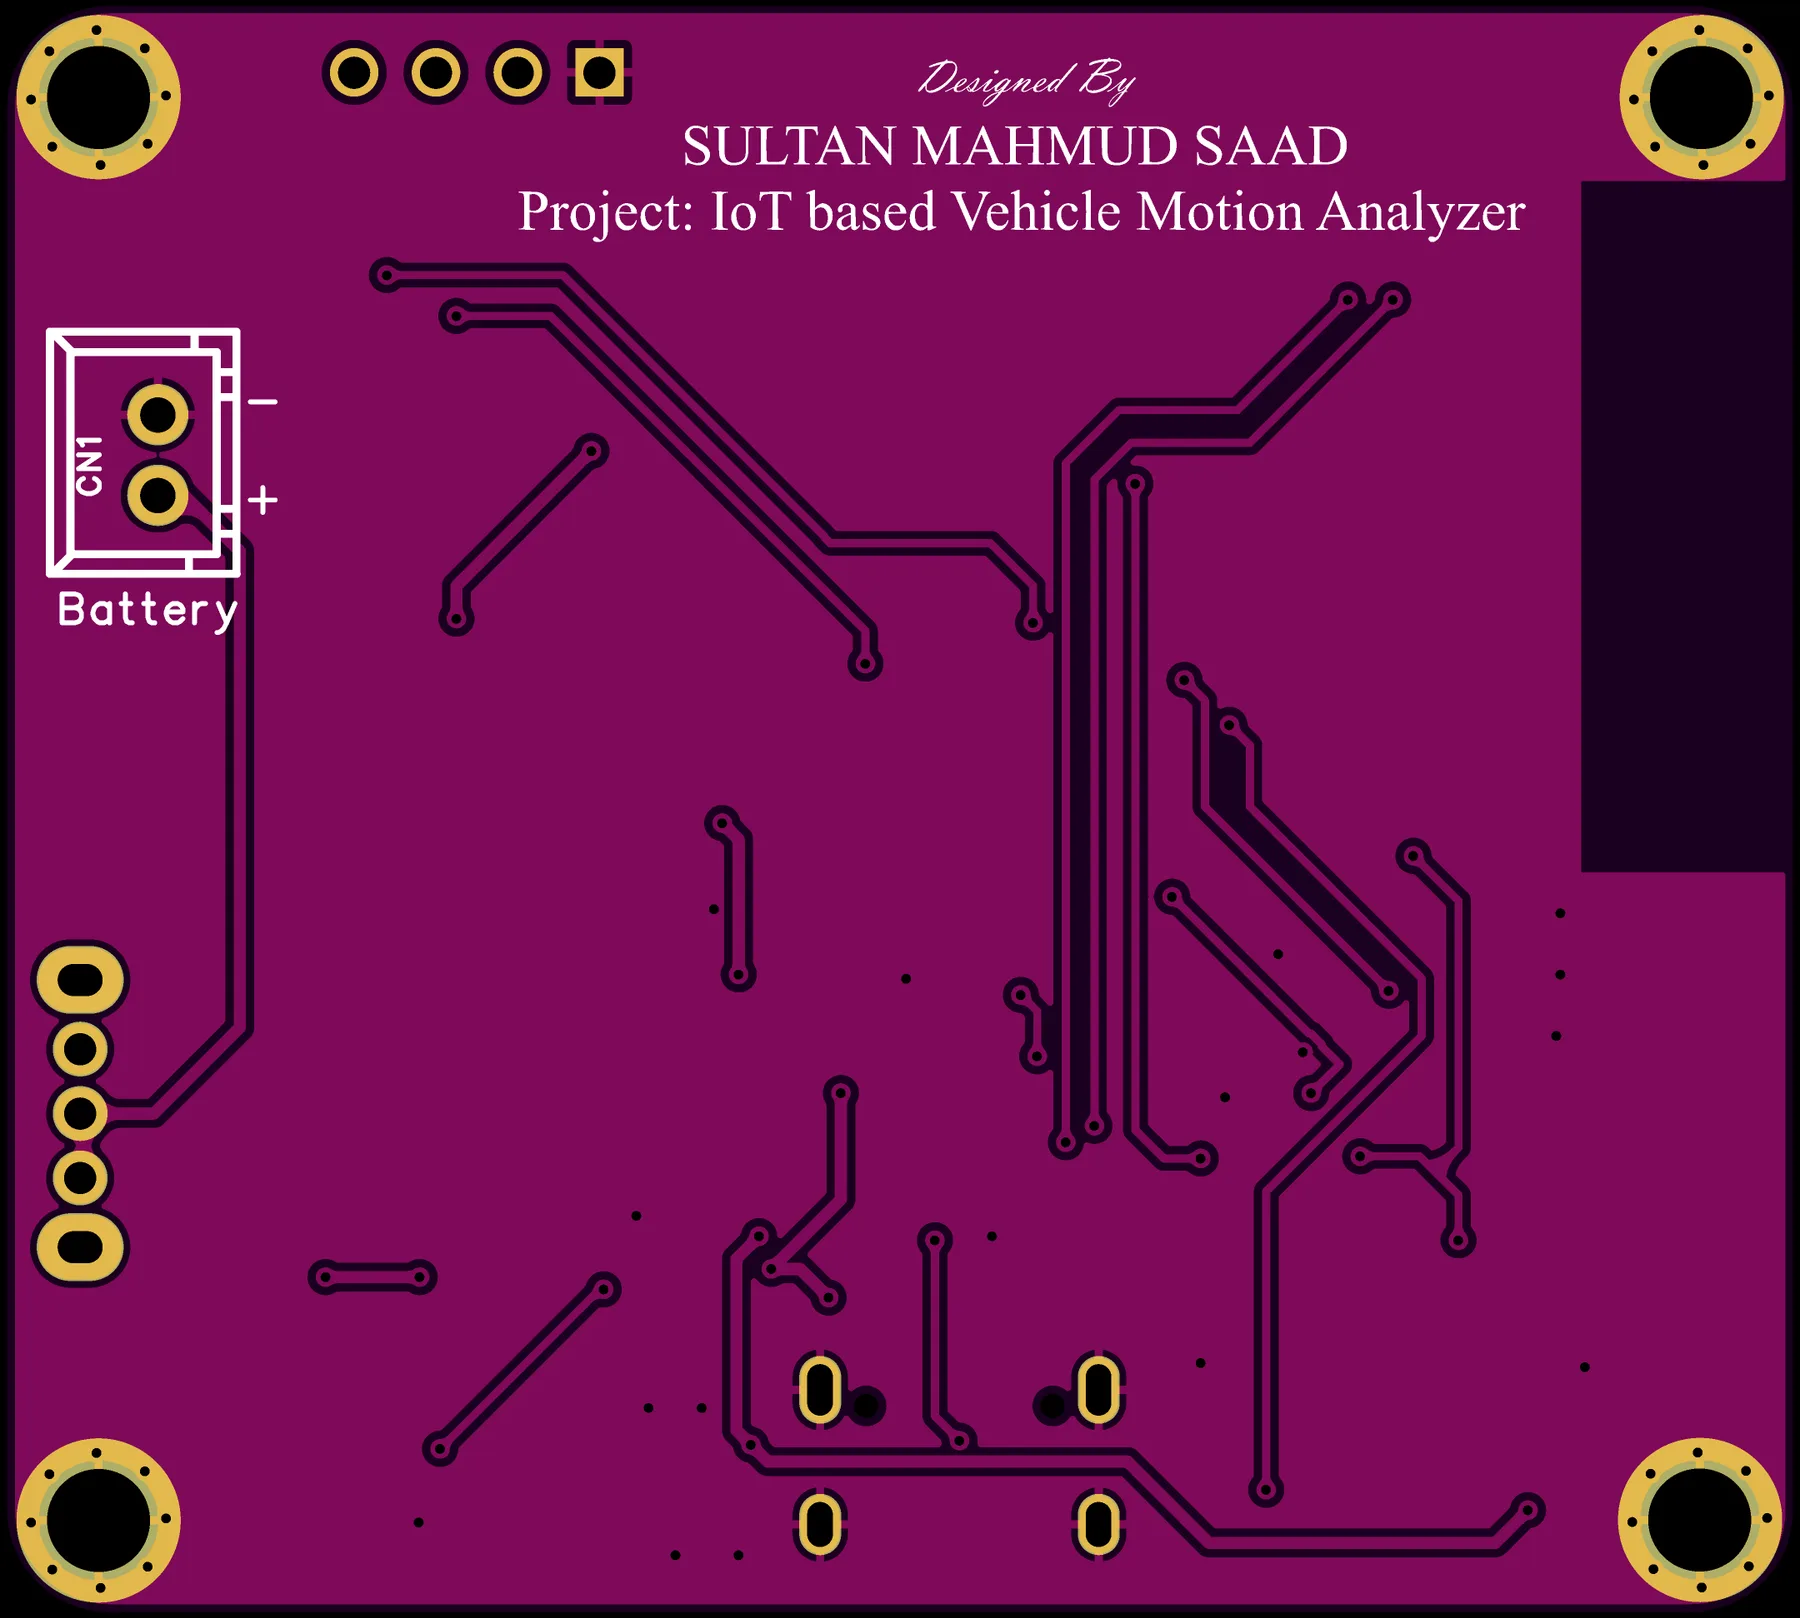 Designed By
SULTAN MAHMUD SAAD
Project: IoT based Vehicle Motion Analyzer
−
CN1
+
Battery